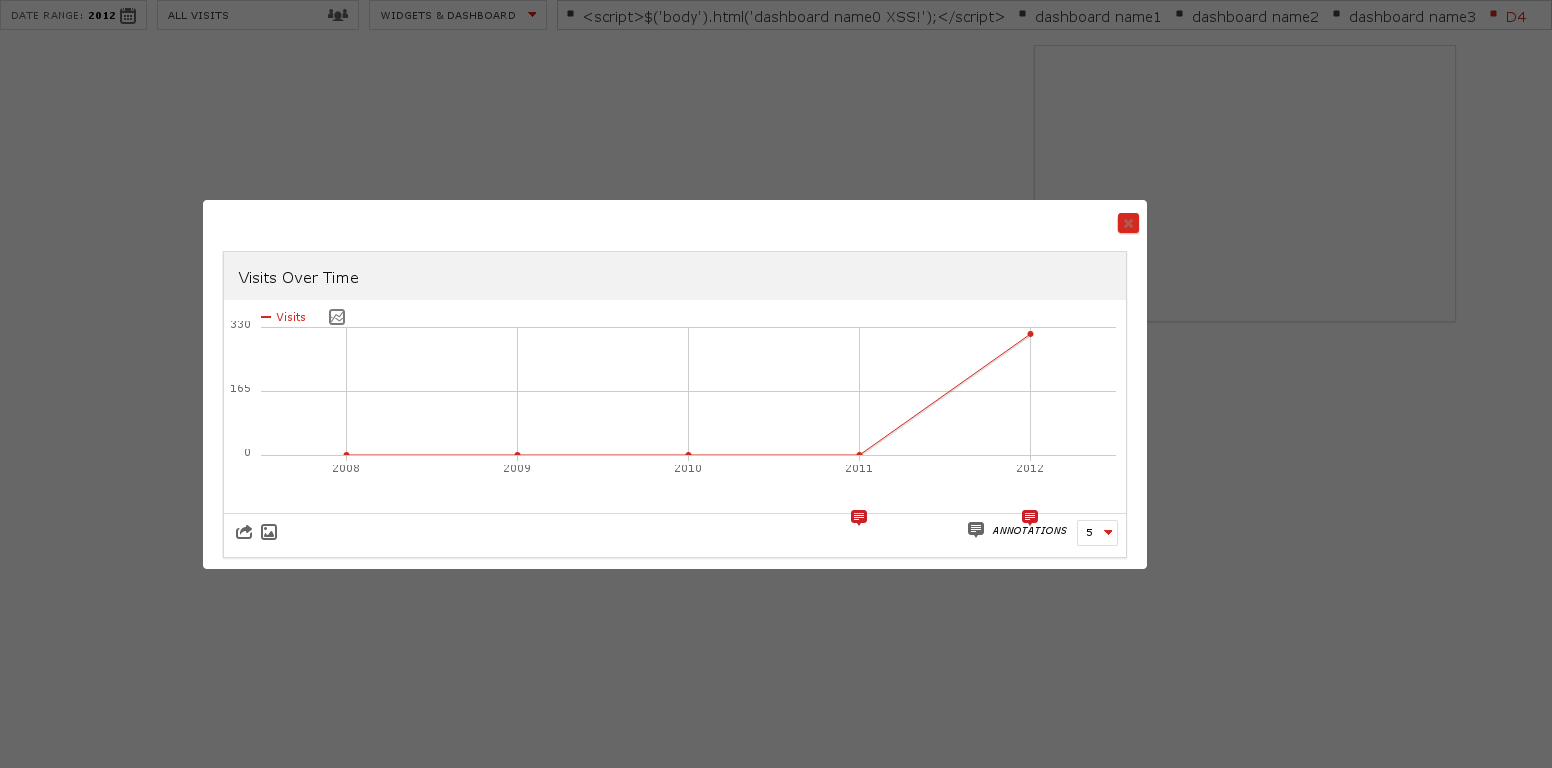 DATE RANGE: 2012
ALL VISITS
WIDGETS & DASHBOARD
<script>$('body').html('dashboard name0 XSS!');</script>
dashboard name1
dashboard name2
dashboard name3
D4
Visits Over Time
Visits
330
165
0
2008 2009 2010 2011 2012
ANNOTATIONS 5